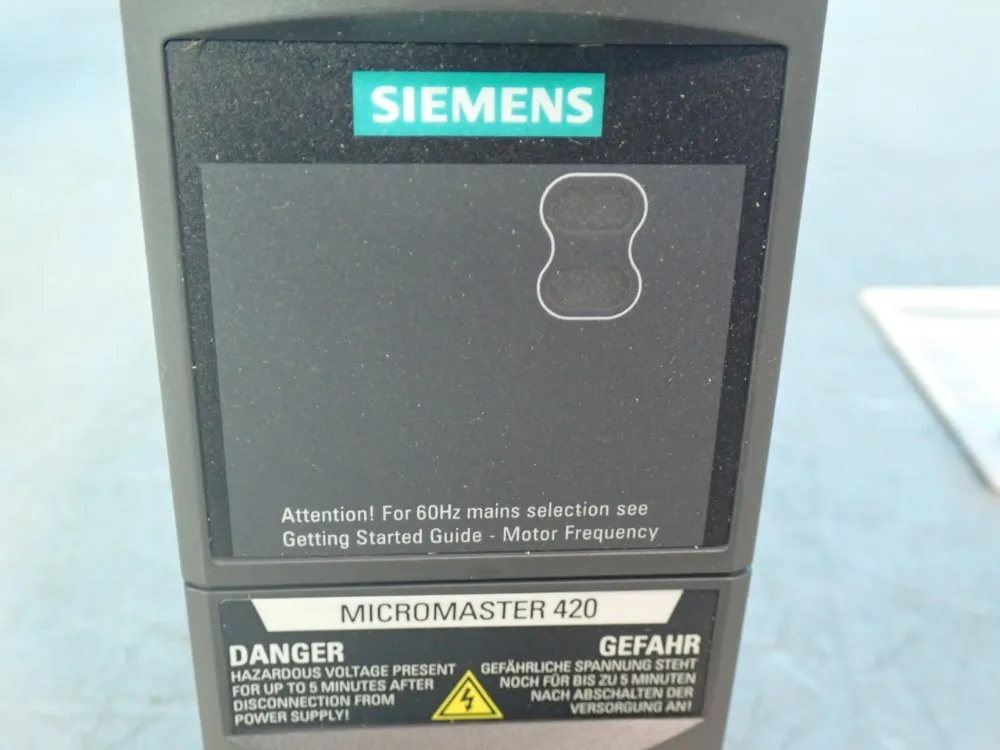 SIEMENS
Attention! For 60Hz mains selection see
Getting Started Guide - Motor Frequency
MICROMASTER 420
DANGER
HAZARDOUS VOLTAGE PRESENT
FOR UP TO 5 MINUTES AFTER
DISCONNECTION FROM
POWER SUPPLY!
GEFAHR
GEFÄHRLICHE SPANNUNG STEHT
NOCH FÜR BIS ZU 5 MINUTEN
NACH ABSCHALTEN DER
VERSORGUNG AN!